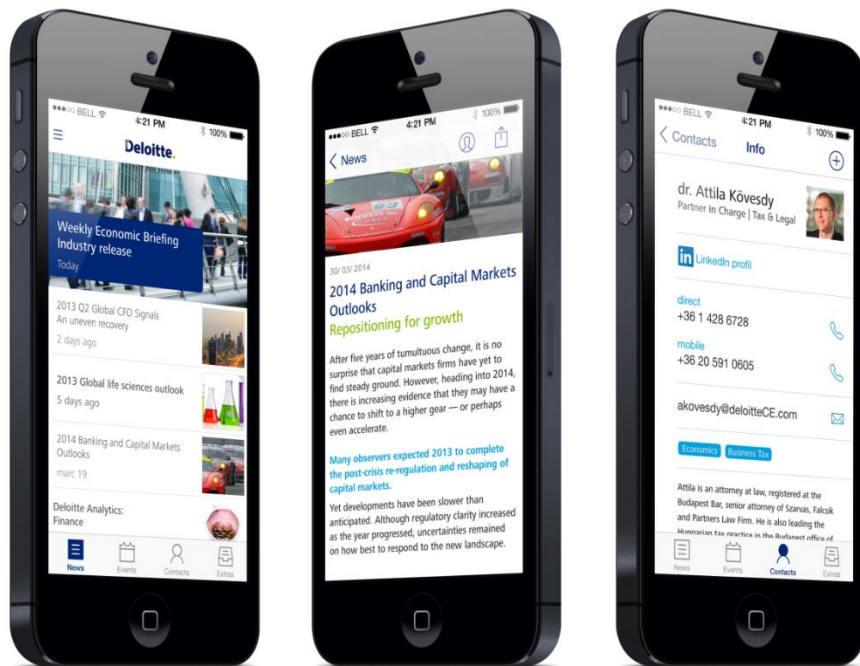 BELL
4:21 PM
100%
Deloitte.
Weekly Economic Briefing
Industry release
Today
2013 Q2 Global CFO Signals
An uneven recovery
2 days ago
2013 Global life sciences outlook
5 days ago
2014 Banking and Capital Markets
Outlooks
marc 19.
Deloitte Analytics:
Finance
News
Events
Contacts
Extras
BELL
4:21 PM
100%
News
30/ 03/ 2014
2014 Banking and Capital Markets
Outlooks
Repositioning for growth
After five years of tumultuous change, it is no
surprise that capital markets firms have yet to
find steady ground. However, heading into 2014,
there is increasing evidence that they may have a
chance to shift to a higher gear — or perhaps
even accelerate.
Many observers expected 2013 to complete
the post-crisis re-regulation and reshaping of
capital markets.
Yet developments have been slower than
anticipated. Although regulatory clarity increased
as the year progressed, uncertainties remained
on how best to respond to the new landscape.
BELL
4:21 PM
100%
Contacts
Info
dr. Attila Kövesdy
Partner in Charge | Tax & Legal
in LinkedIn profil
direct
+36 1 428 6728
mobile
+36 20 591 0605
akovesdy@deloitteCE.com
Economics Business Tax
Attila is an attorney at law, registered at the
Budapest Bar, senior attorney of Szarvas, Falcsik
and Partners Law Firm. He is also leading the
Hungarian tax practice in the Budapest office of
News
Events
Contacts
Extras